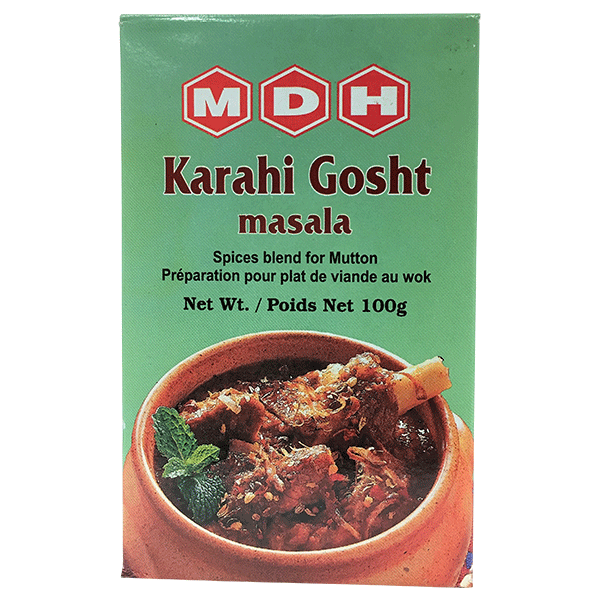 MDH
Karahi Gosht
masala
Spices blend for Mutton
Préparation pour plat de viande au wok
Net Wt. / Poids Net 100g